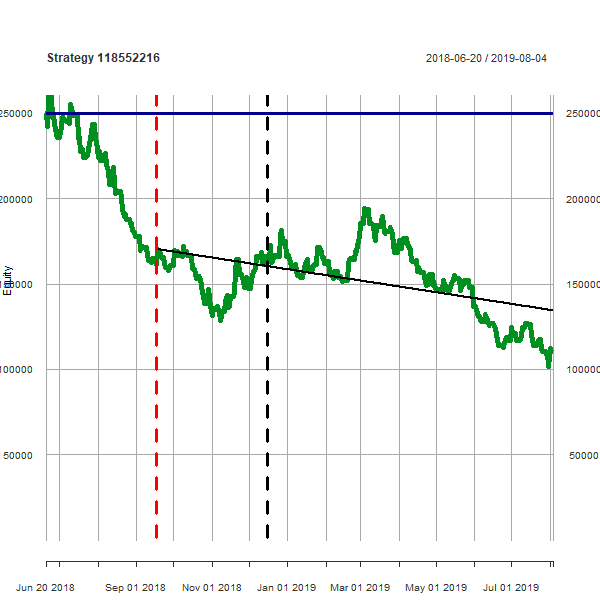 Strategy 118552216
2018-06-20 / 2019-08-04
250000
250000
200000
200000
Equity
150000
150000
100000
100000
50000
50000
Jun 20 2018
Sep 01 2018
Nov 01 2018
Jan 01 2019
Mar 01 2019
May 01 2019
Jul 01 2019